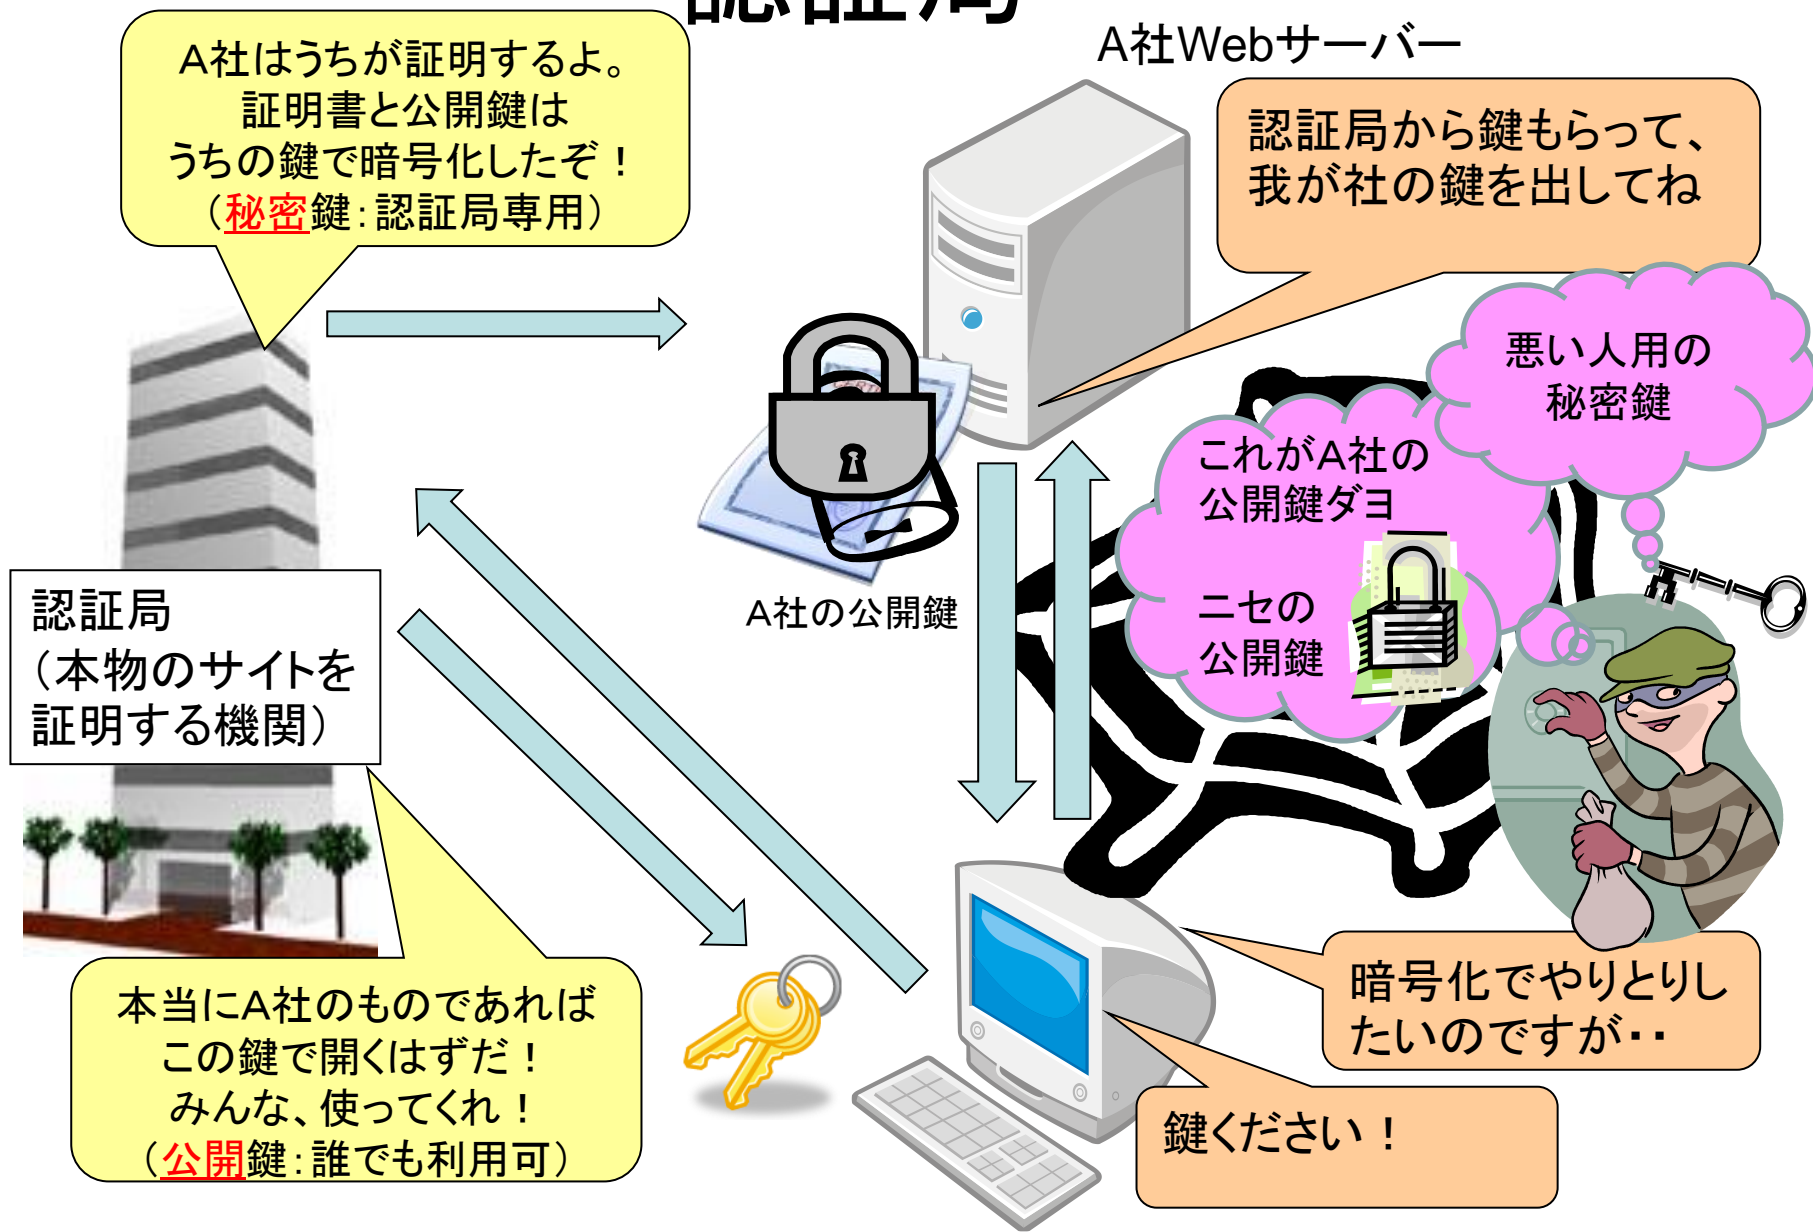 認証局
A社Webサーバー
A社はうちが証明するよ。
証明書と公開鍵は
うちの鍵で暗号化したぞ！
（秘密鍵：認証局専用）
認証局から鍵もらって、
我が社の鍵を出してね
悪い人用の
秘密鍵
これがA社の
公開鍵ダヨ
ニセの
公開鍵
A社の公開鍵
認証局
（本物のサイトを
証明する機関）
本当にA社のものであれば
この鍵で開くはずだ！
みんな、使ってくれ！
（公開鍵：誰でも利用可）
暗号化でやりとりし
たいのですが・・
鍵ください！